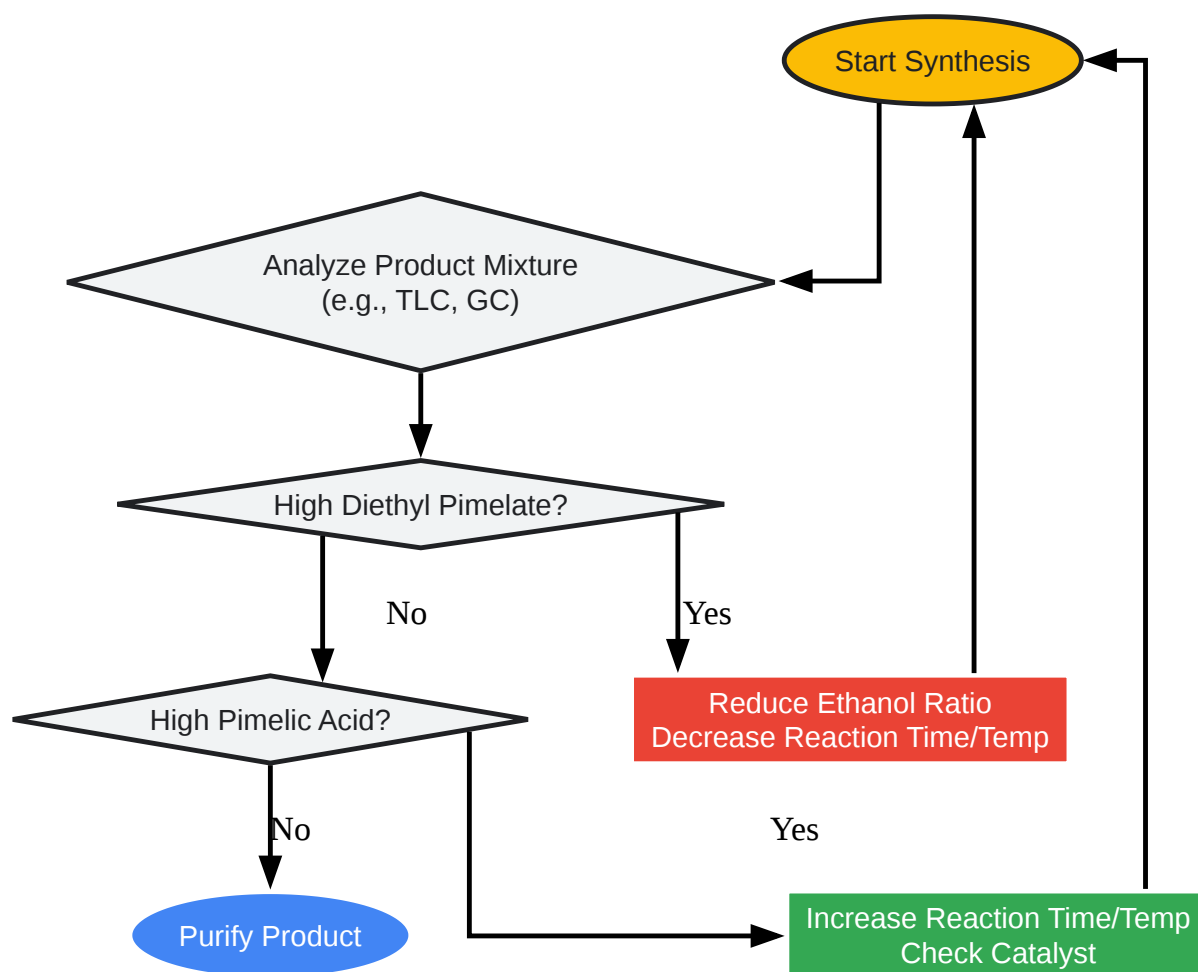 Start Synthesis
Analyze Product Mixture
(e.g., TLC, GC)
High Diethyl Pimelate?
No
Yes
Reduce Ethanol Ratio
Decrease Reaction Time/Temp
High Pimelic Acid?
No
Yes
Purify Product
Increase Reaction Time/Temp
Check Catalyst